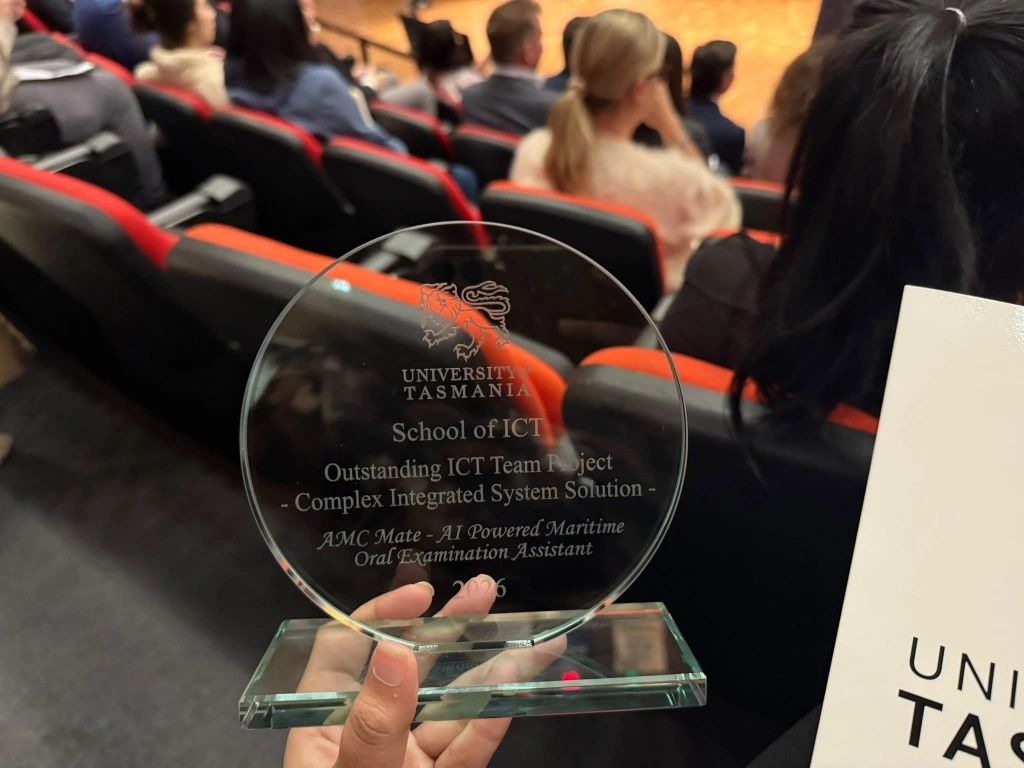 UNIVERSITY of
TASMANIA
School of ICT
Outstanding ICT Team Project
- Complex Integrated System Solution -
AMC Mate - AI Powered Maritime
Oral Examination Assistant
2026
UNI
TAS